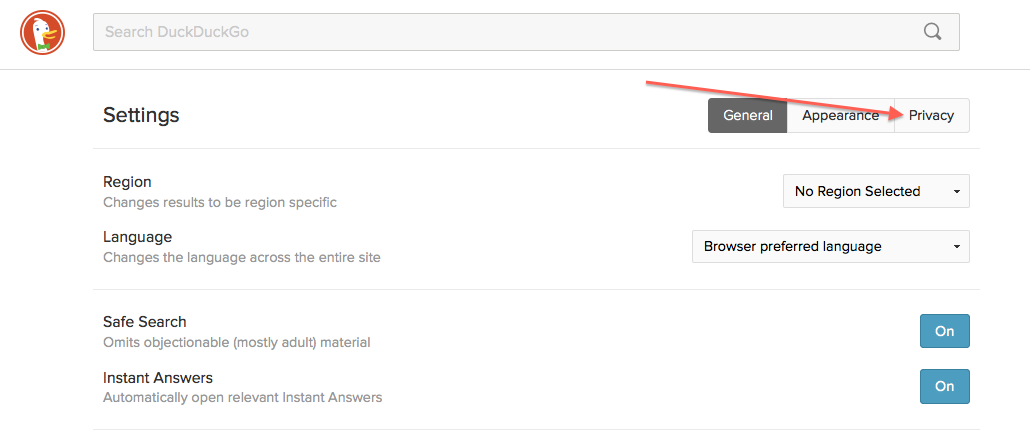 Search DuckDuckGo
Settings
General Appearance Privacy
Region
Changes results to be region specific
No Region Selected
Language
Changes the language across the entire site
Browser preferred language
Safe Search
Omits objectionable (mostly adult) material
On
Instant Answers
Automatically open relevant Instant Answers
On